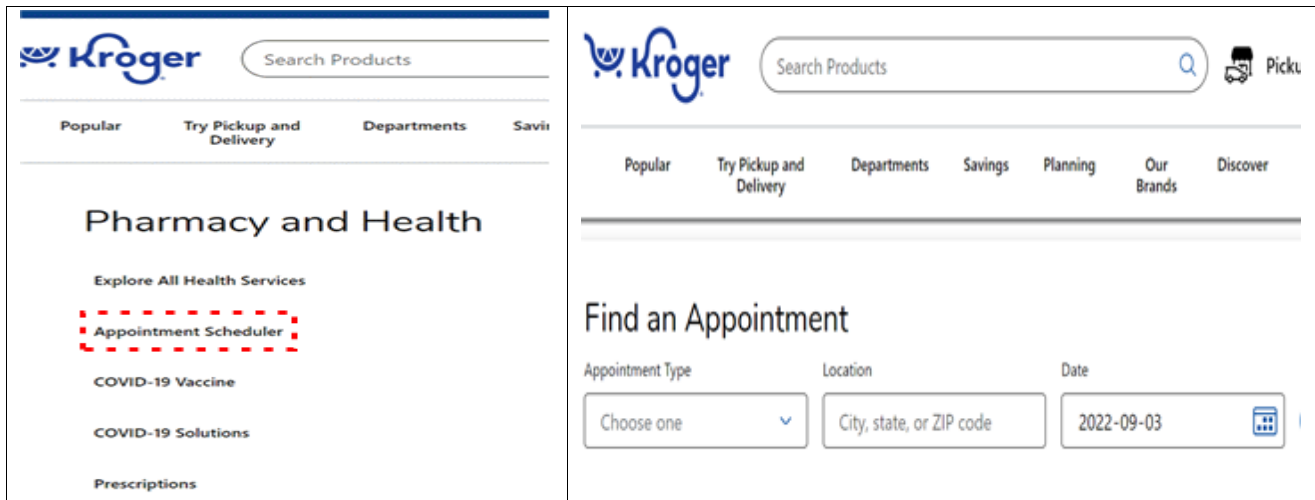 Kroger
Search Products
Popular
Try Pickup and
Delivery
Departments
Pharmacy and Health
Explore All Health Services
Appointment Scheduler
COVID-19 Vaccine
COVID-19 Solutions
Prescriptions
Kroger
Search Products
Popular
Try Pickup and
Delivery
Departments
Savings
Planning
Our
Brands
Discover
Find an Appointment
Appointment Type
Location
Date
Choose one
City, state, or ZIP code
2022-09-03